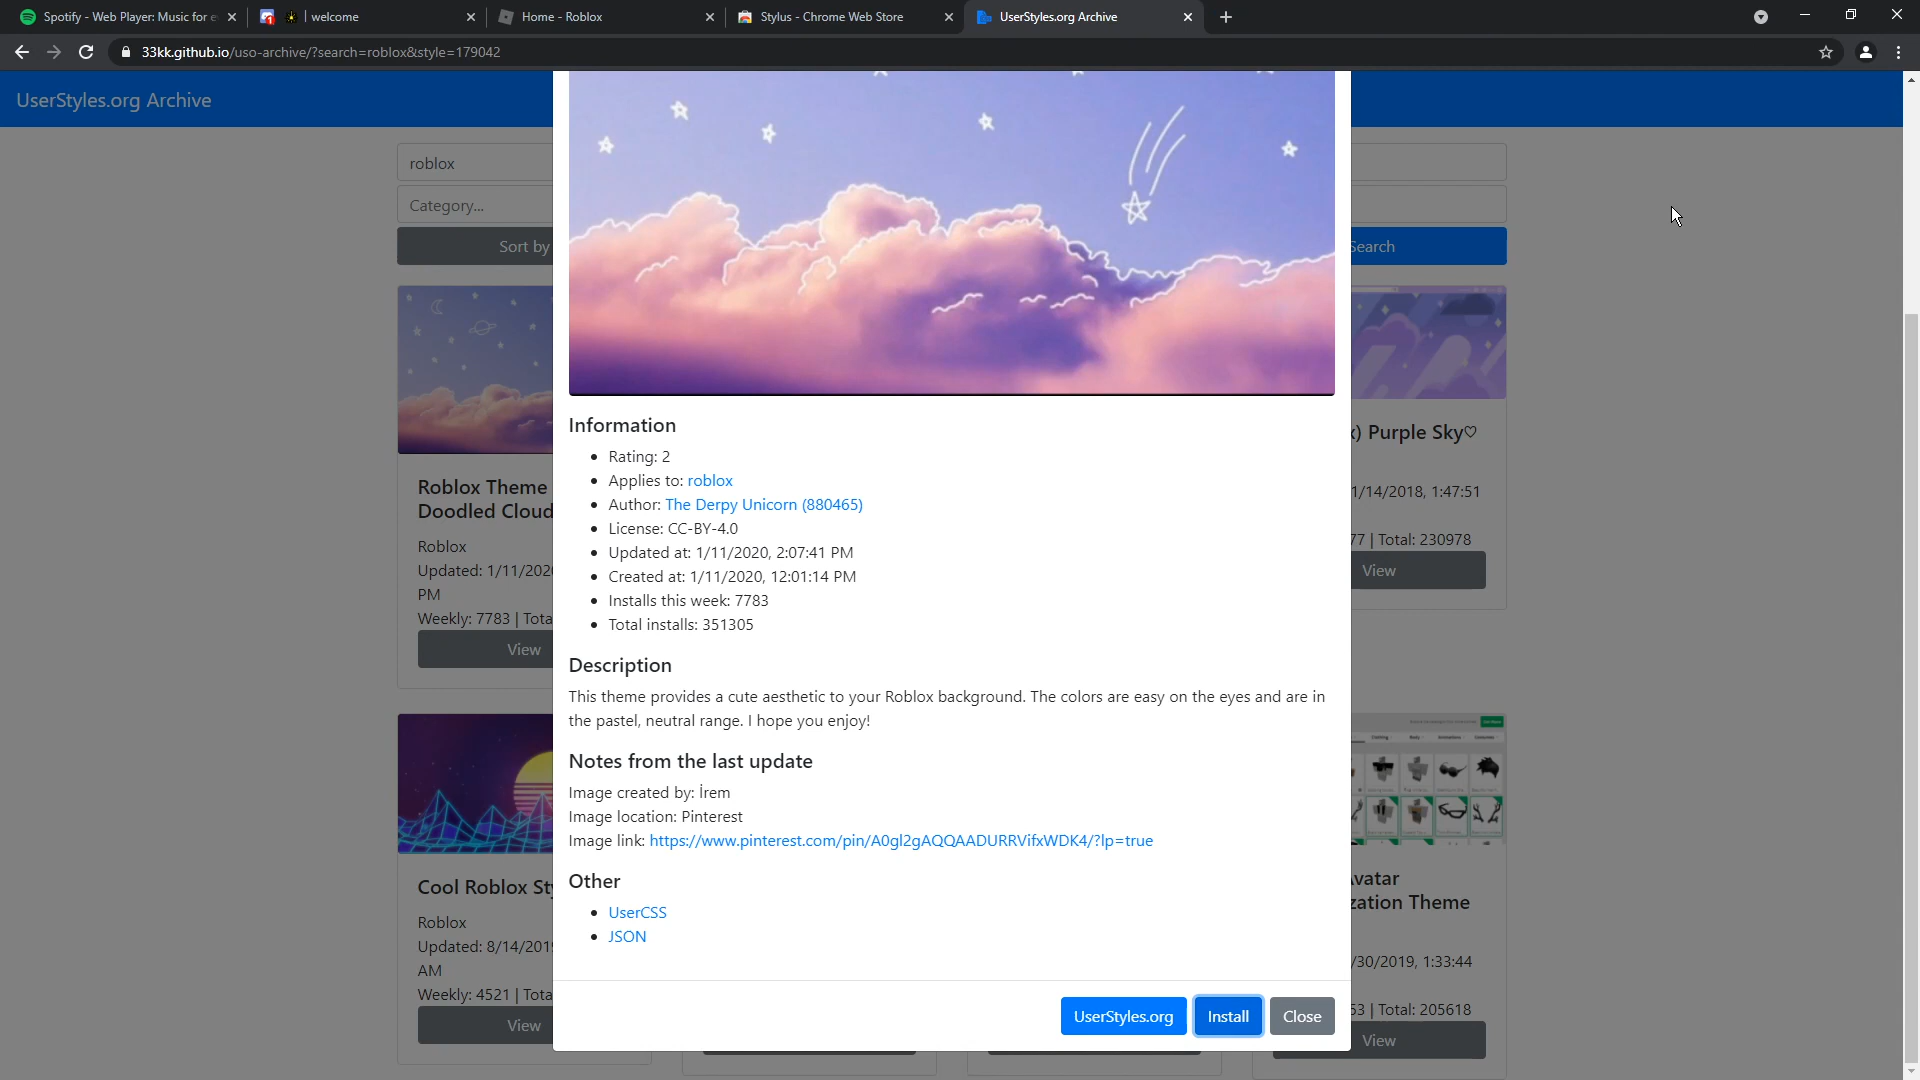 Spotify - Web Player: Music for e
1
| welcome
Home - Roblox
Stylus - Chrome Web Store
UserStyles.org Archive
33kk.github.io/uso-archive/?search=roblox&style=179042
UserStyles.org Archive
roblox
Category...
Sort by
Search
Roblox Theme
Doodled Cloud
Roblox
Updated: 1/11/2020
PM
Weekly: 7783 | Tota
View
Purple Sky♡
1/14/2018, 1:47:51
77 | Total: 230978
View
Information
Rating: 2
Applies to: roblox
Author: The Derpy Unicorn (880465)
License: CC-BY-4.0
Updated at: 1/11/2020, 2:07:41 PM
Created at: 1/11/2020, 12:01:14 PM
Installs this week: 7783
Total installs: 351305
Description
This theme provides a cute aesthetic to your Roblox background. The colors are easy on the eyes and are in
the pastel, neutral range. I hope you enjoy!
Notes from the last update
Image created by: İrem
Image location: Pinterest
Image link: https://www.pinterest.com/pin/A0gl2gAQQAADURRVifxWDK4/?lp=true
Other
UserCSS
JSON
UserStyles.org
Install
Close
Cool Roblox Sty
Roblox
Updated: 8/14/2019
AM
Weekly: 4521 | Tota
View
vatar
zation Theme
/30/2019, 1:33:44
53 | Total: 205618
View